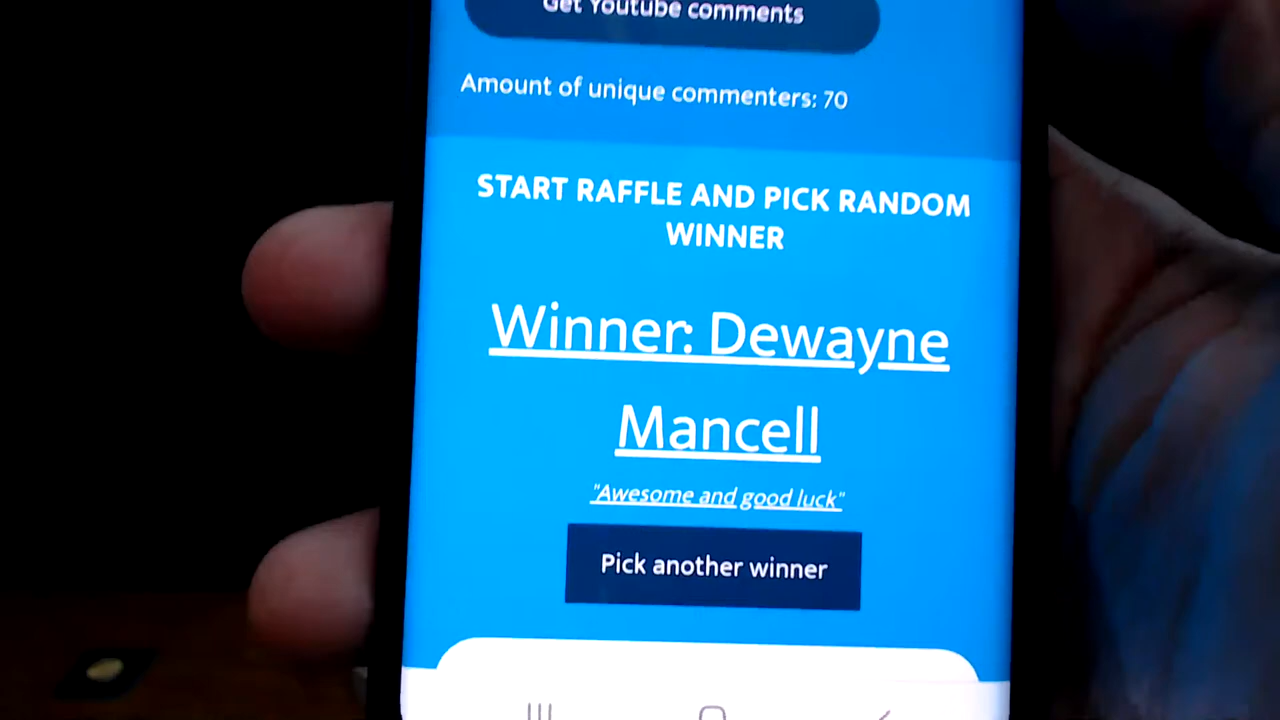 Get Youtube comments
Amount of unique commenters: 70
START RAFFLE AND PICK RANDOM
WINNER
Winner: Dewayne
Mancell
"Awesome and good luck"
Pick another winner